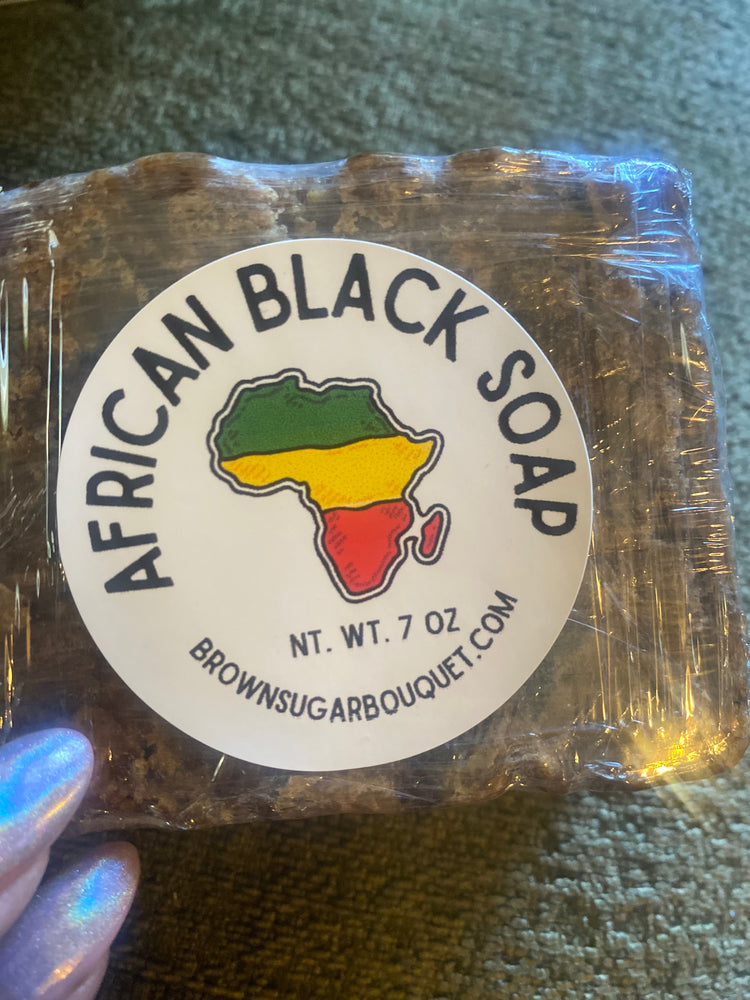 AFRICAN BLACK SOAP
NT. WT. 7 OZ
BROWNSUGARBOUQUET.COM